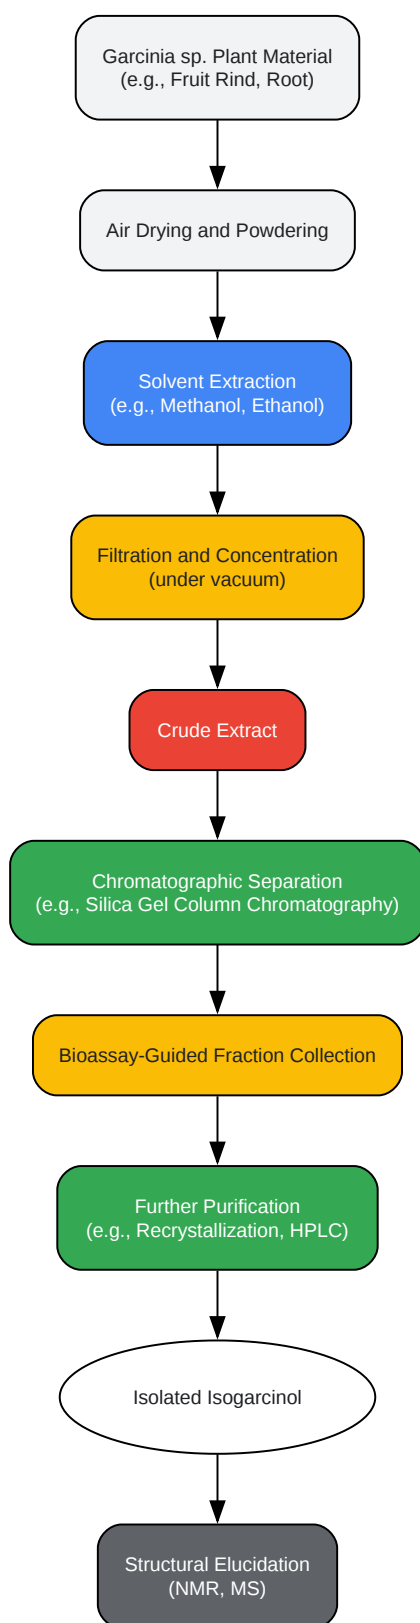 Garcinia sp. Plant Material
(e.g., Fruit Rind, Root)
Air Drying and Powdering
Solvent Extraction
(e.g., Methanol, Ethanol)
Filtration and Concentration
(under vacuum)
Crude Extract
Chromatographic Separation
(e.g., Silica Gel Column Chromatography)
Bioassay-Guided Fraction Collection
Further Purification
(e.g., Recrystallization, HPLC)
Isolated Isogarcinol
Structural Elucidation
(NMR, MS)